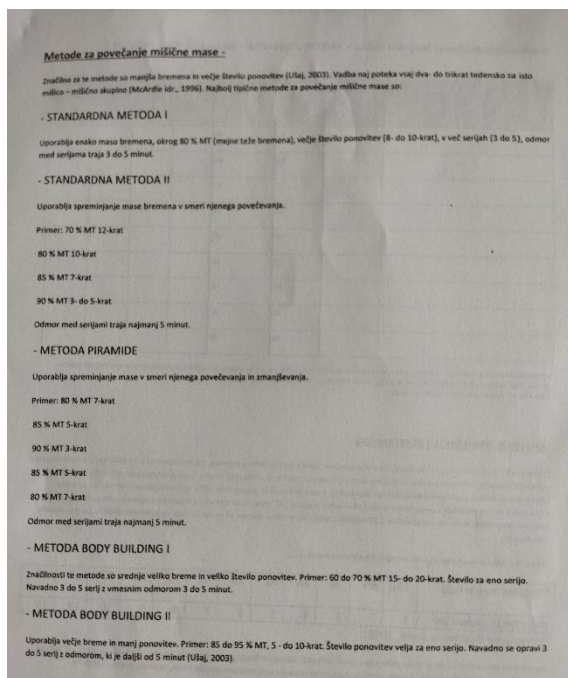 Metode za povečanje mišične mase -
Značilno za te metode so manjša bremena in večje število ponovitev (Ušaj, 2003). Vadba naj poteka vsaj dva- do trikrat tedensko za isto
mišico – mišično skupino (McArdle idr., 1996). Najbolj tipične metode za povečanje mišične mase so:
- STANDARDNA METODA I
Uporablja enako maso bremena, okrog 80 % MT (mejne teže bremena), večje število ponovitev (8- do 10-krat), v več serijah (3 do 5), odmor
med serijama traja 3 do 5 minut.
- STANDARDNA METODA II
Uporablja spreminjanje mase bremena v smeri njenega povečevanja.
Primer: 70 % MT 12-krat
80 % MT 10-krat
85 % MT 7-krat
90 % MT 3- do 5-krat
Odmor med serijami traja najmanj 5 minut.
- METODA PIRAMIDE
Uporablja spreminjanje mase v smeri njenega povečevanja in zmanjševanja.
Primer: 80 % MT 7-krat
85 % MT 5-krat
90 % MT 3-krat
85 % MT 5-krat
80 % MT 7-krat
Odmor med serijami traja najmanj 5 minut.
- METODA BODY BUILDING I
Značilnosti te metode so srednje veliko breme in veliko število ponovitev. Primer: 60 do 70 % MT 15- do 20-krat. Število za eno serijo.
Navadno 3 do 5 serij z vmesnim odmorom 3 do 5 minut.
- METODA BODY BUILDING II
Uporablja večje breme in manj ponovitev. Primer: 85 do 95 % MT, 5 - do 10-krat. Število ponovitev velja za eno serijo. Navadno se opravi 3
do 5 serij z odmorom, ki je daljši od 5 minut (Ušaj, 2003).